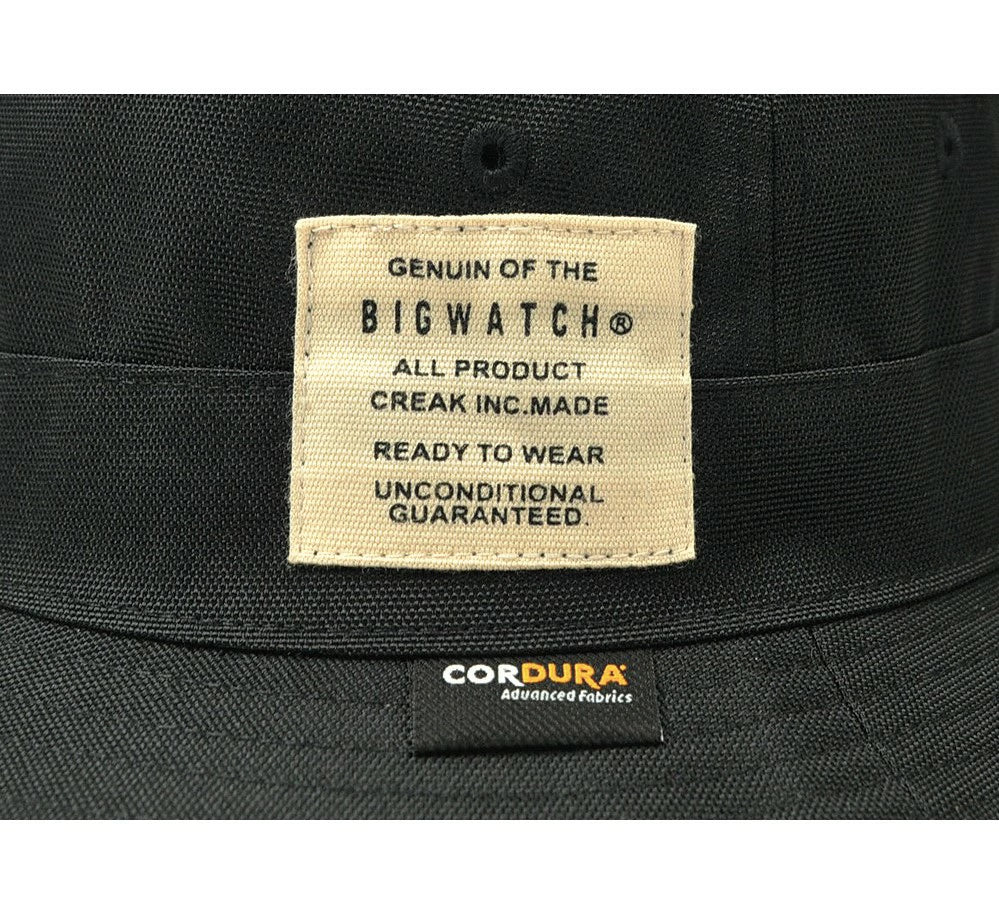 GENUIN OF THE
BIGWATCH®
ALL PRODUCT
CREAK INC.MADE
READY TO WEAR
UNCONDITIONAL
GUARANTEED.
CORDURA®
Advanced Fabrics